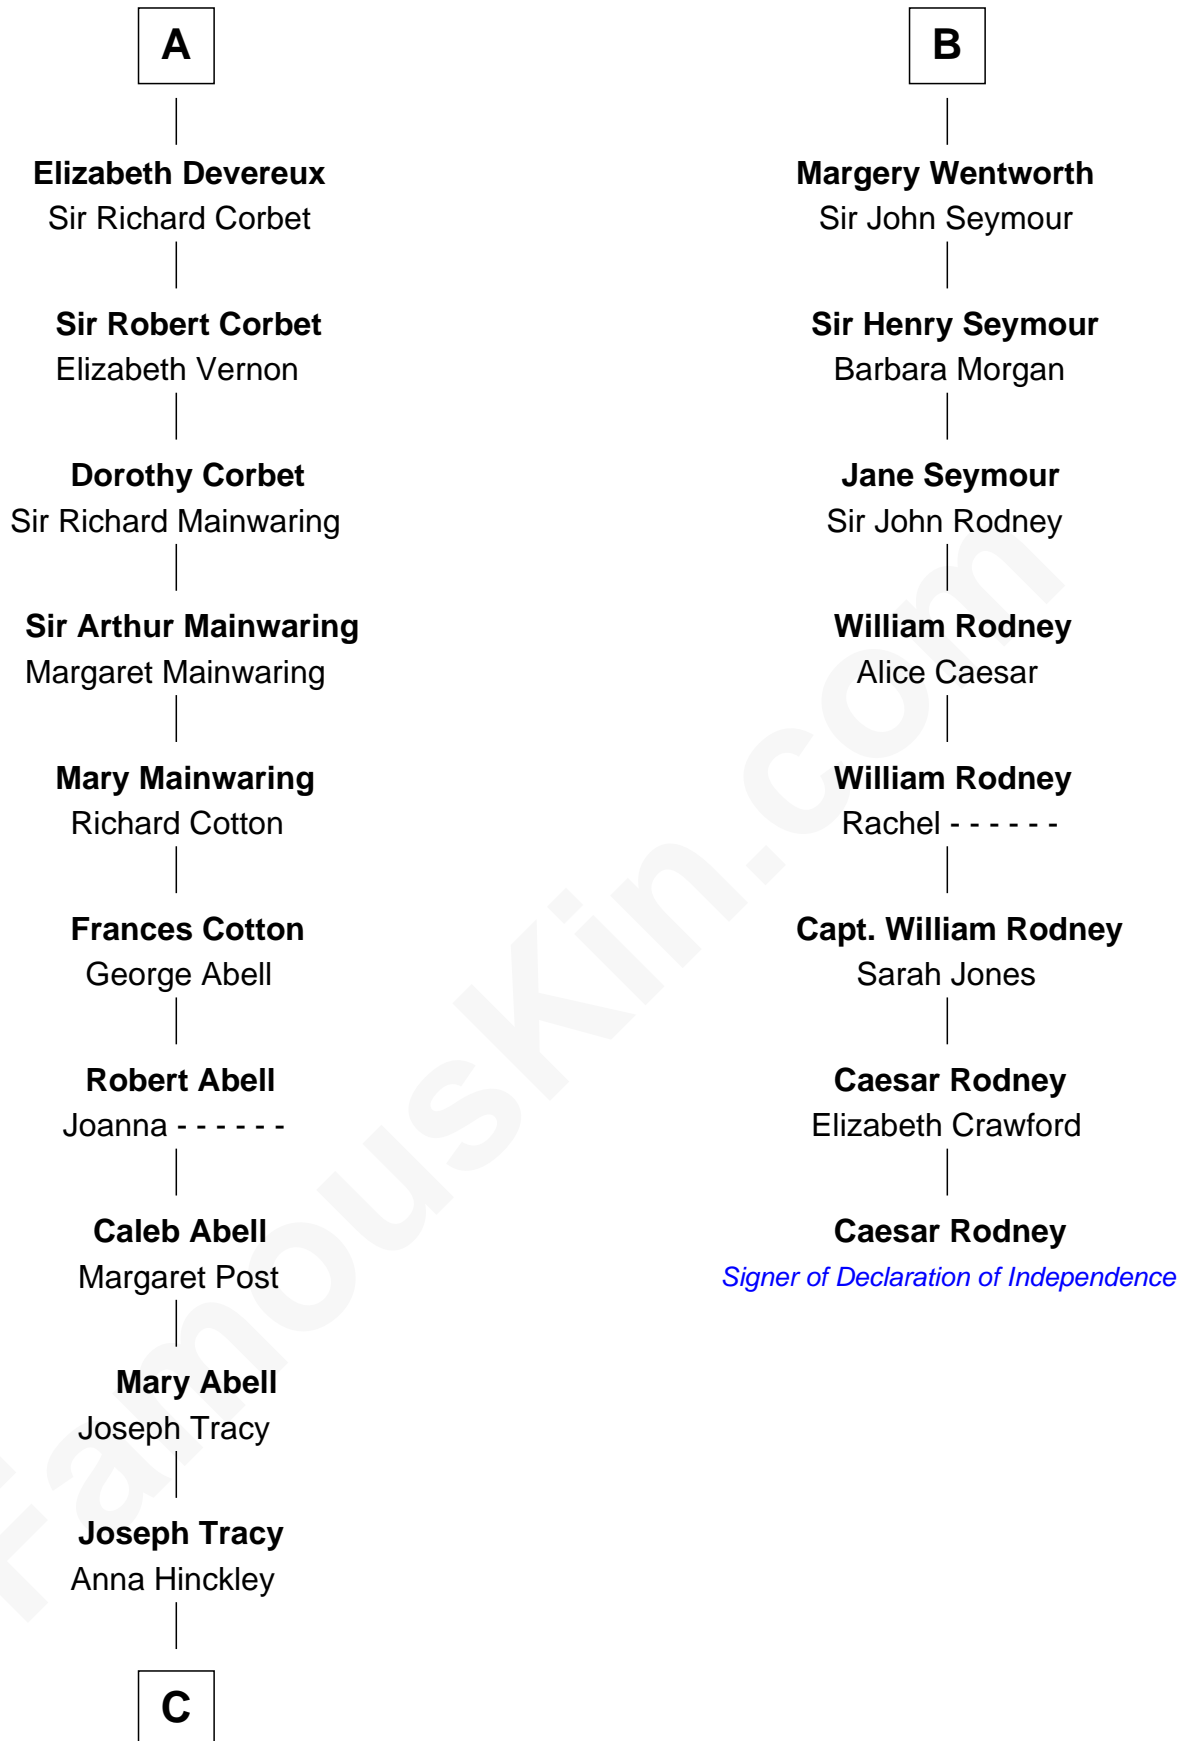 A
Elizabeth Devereux
Sir Richard Corbet
Sir Robert Corbet
Elizabeth Vernon
Dorothy Corbet
Sir Richard Mainwaring
Sir Arthur Mainwaring
Margaret Mainwaring
Mary Mainwaring
Richard Cotton
Frances Cotton
George Abell
Robert Abell
Joanna - - - - - -
Caleb Abell
Margaret Post
Mary Abell
Joseph Tracy
Joseph Tracy
Anna Hinckley
C
B
Margery Wentworth
Sir John Seymour
Sir Henry Seymour
Barbara Morgan
Jane Seymour
Sir John Rodney
William Rodney
Alice Caesar
William Rodney
Rachel - - - - - -
Capt. William Rodney
Sarah Jones
Caesar Rodney
Elizabeth Crawford
Caesar Rodney
Signer of Declaration of Independence
FamousKin.com